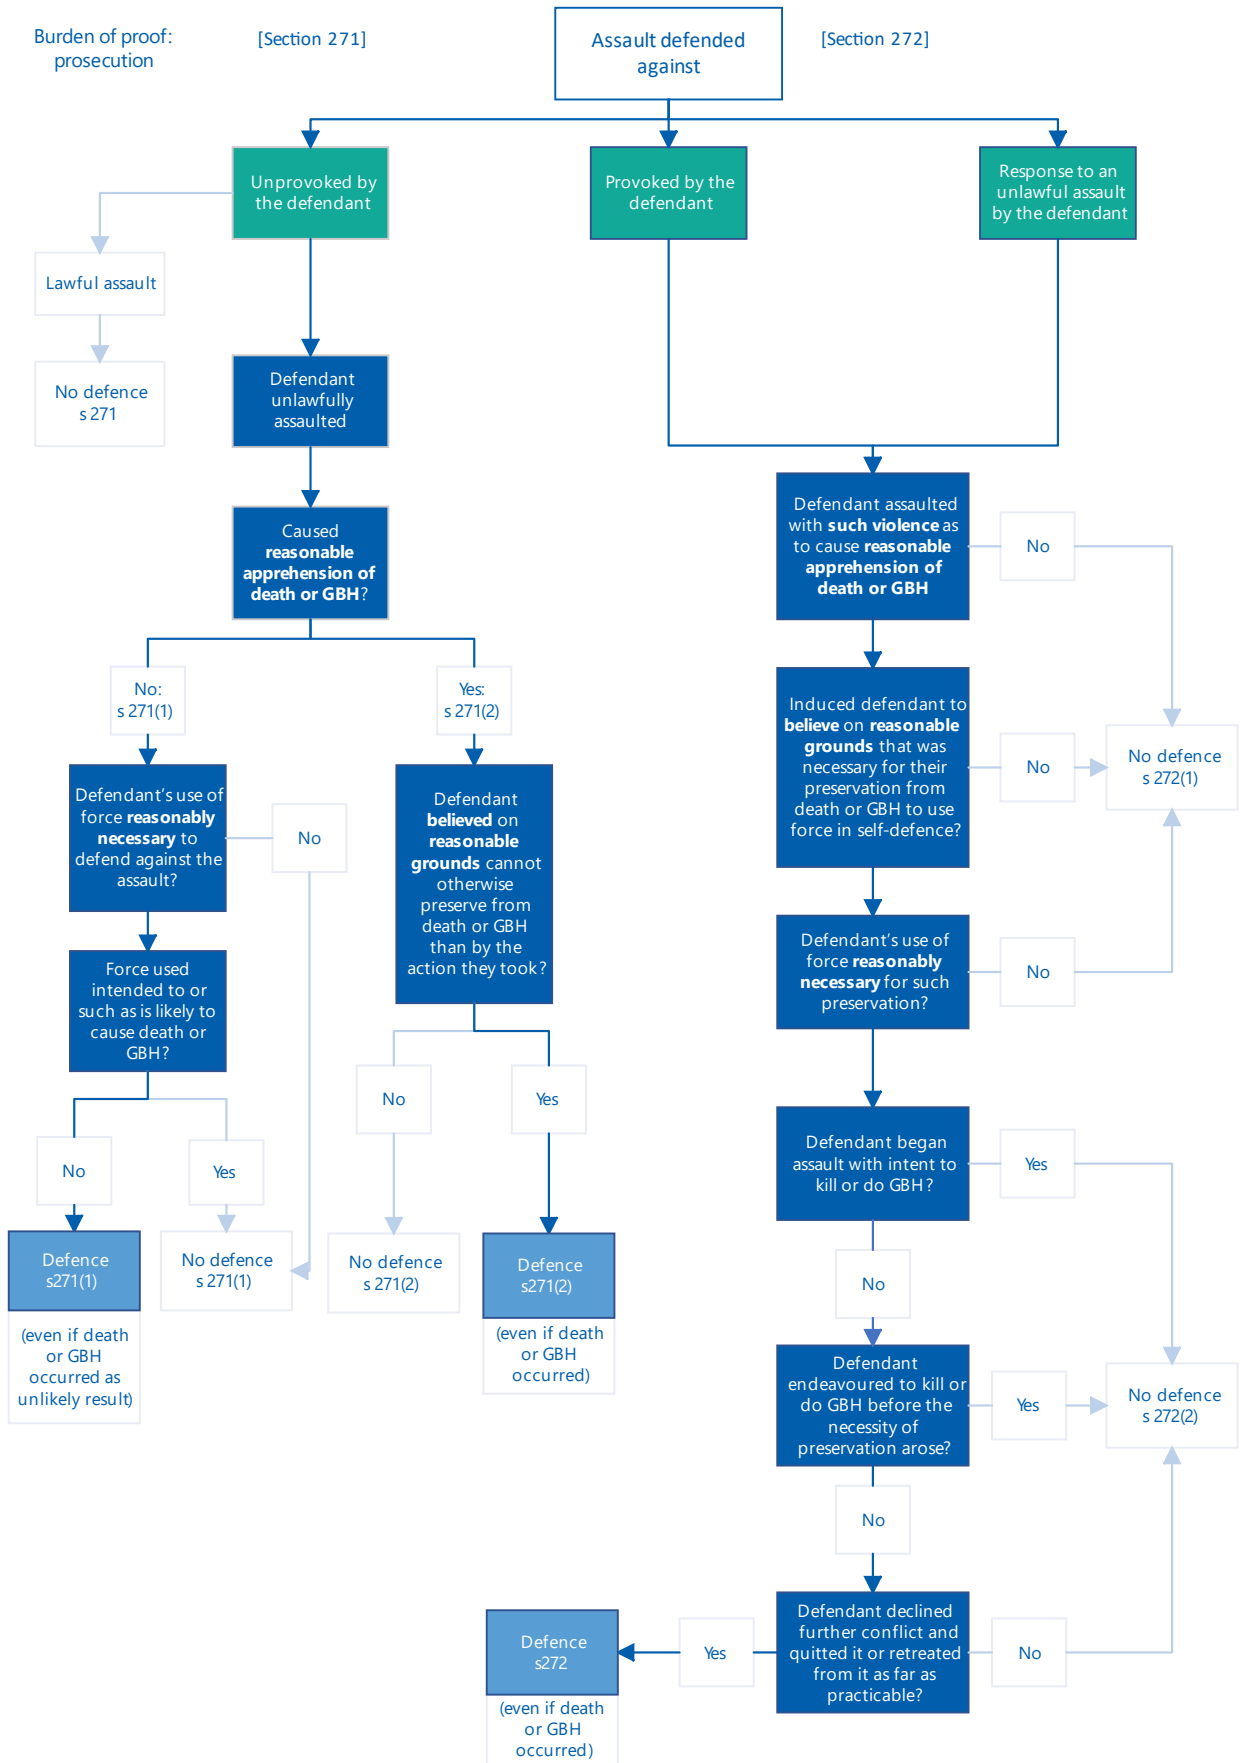 Burden of proof:
prosecution
[Section 271]
Assault defended
against
[Section 272]
Unprovoked by
the defendant
Provoked by the
defendant
Response to an
unlawful assault
by the defendant
Lawful assault
No defence
s 271
Defendant
unlawfully
assaulted
Caused
reasonable
apprehension of
death or GBH?
No:
s 271(1)
Yes:
s 271(2)
Defendant's use of
force reasonably
necessary to
defend against the
assault?
No
Force used
intended to or
such as is likely to
cause death or
GBH?
No
Yes
Defence
s271(1)
(even if death
or GBH
occurred as
unlikely result)
No defence
s 271(1)
Defendant
believed on
reasonable
grounds cannot
otherwise
preserve from
death or GBH
than by the
action they took?
No
Yes
No defence
s 271(2)
Defence
s271(2)
(even if death
or GBH
occurred)
Defendant assaulted
with such violence as
to cause reasonable
apprehension of
death or GBH
No
Induced defendant to
believe on reasonable
grounds that was
necessary for their
preservation from
death or GBH to use
force in self-defence?
No
No defence
s 272(1)
Defendant's use of
force reasonably
necessary for such
preservation?
No
Defendant began
assault with intent to
kill or do GBH?
Yes
No
Defendant
endeavoured to kill or
do GBH before the
necessity of
preservation arose?
Yes
No defence
s 272(2)
No
Defendant declined
further conflict and
quitted it or retreated
from it as far as
practicable?
No
Yes
Defence
s272
(even if death
or GBH
occurred)